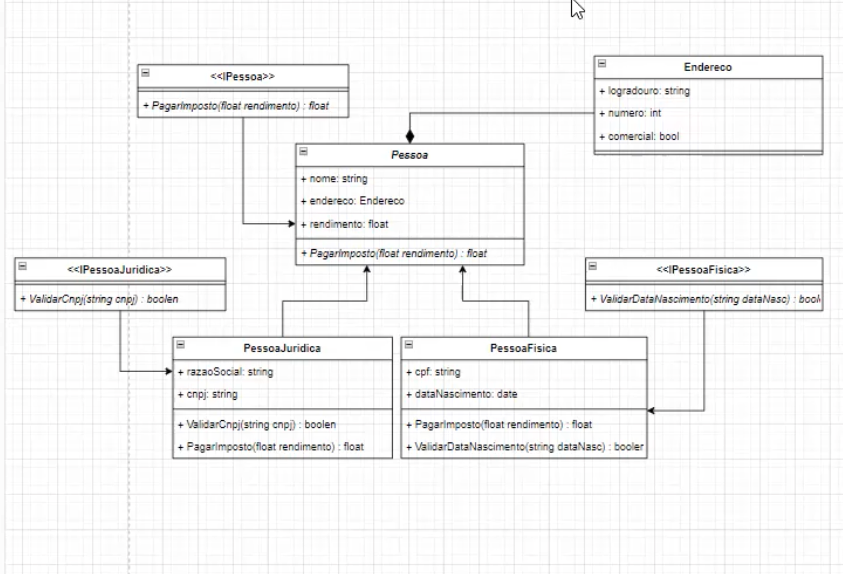 <<IPessoa>>
+ PagarImposto(float rendimento) : float
Endereco
+ logradouro: string
+ numero: int
+ comercial: bool
Pessoa
+ nome: string
+ endereco: Endereco
+ rendimento: float
+ PagarImposto(float rendimento) : float
<<IPessoaJuridica>>
+ ValidarCnpj(string cnpj) : boolen
<<IPessoaFisica>>
+ ValidarDataNascimento(string dataNasc) : bool
PessoaJuridica
+ razaoSocial: string
+ cnpj: string
+ ValidarCnpj(string cnpj) : boolen
+ PagarImposto(float rendimento) : float
PessoaFisica
+ cpf: string
+ dataNascimento: date
+ PagarImposto(float rendimento) : float
+ ValidarDataNascimento(string dataNasc) : booler